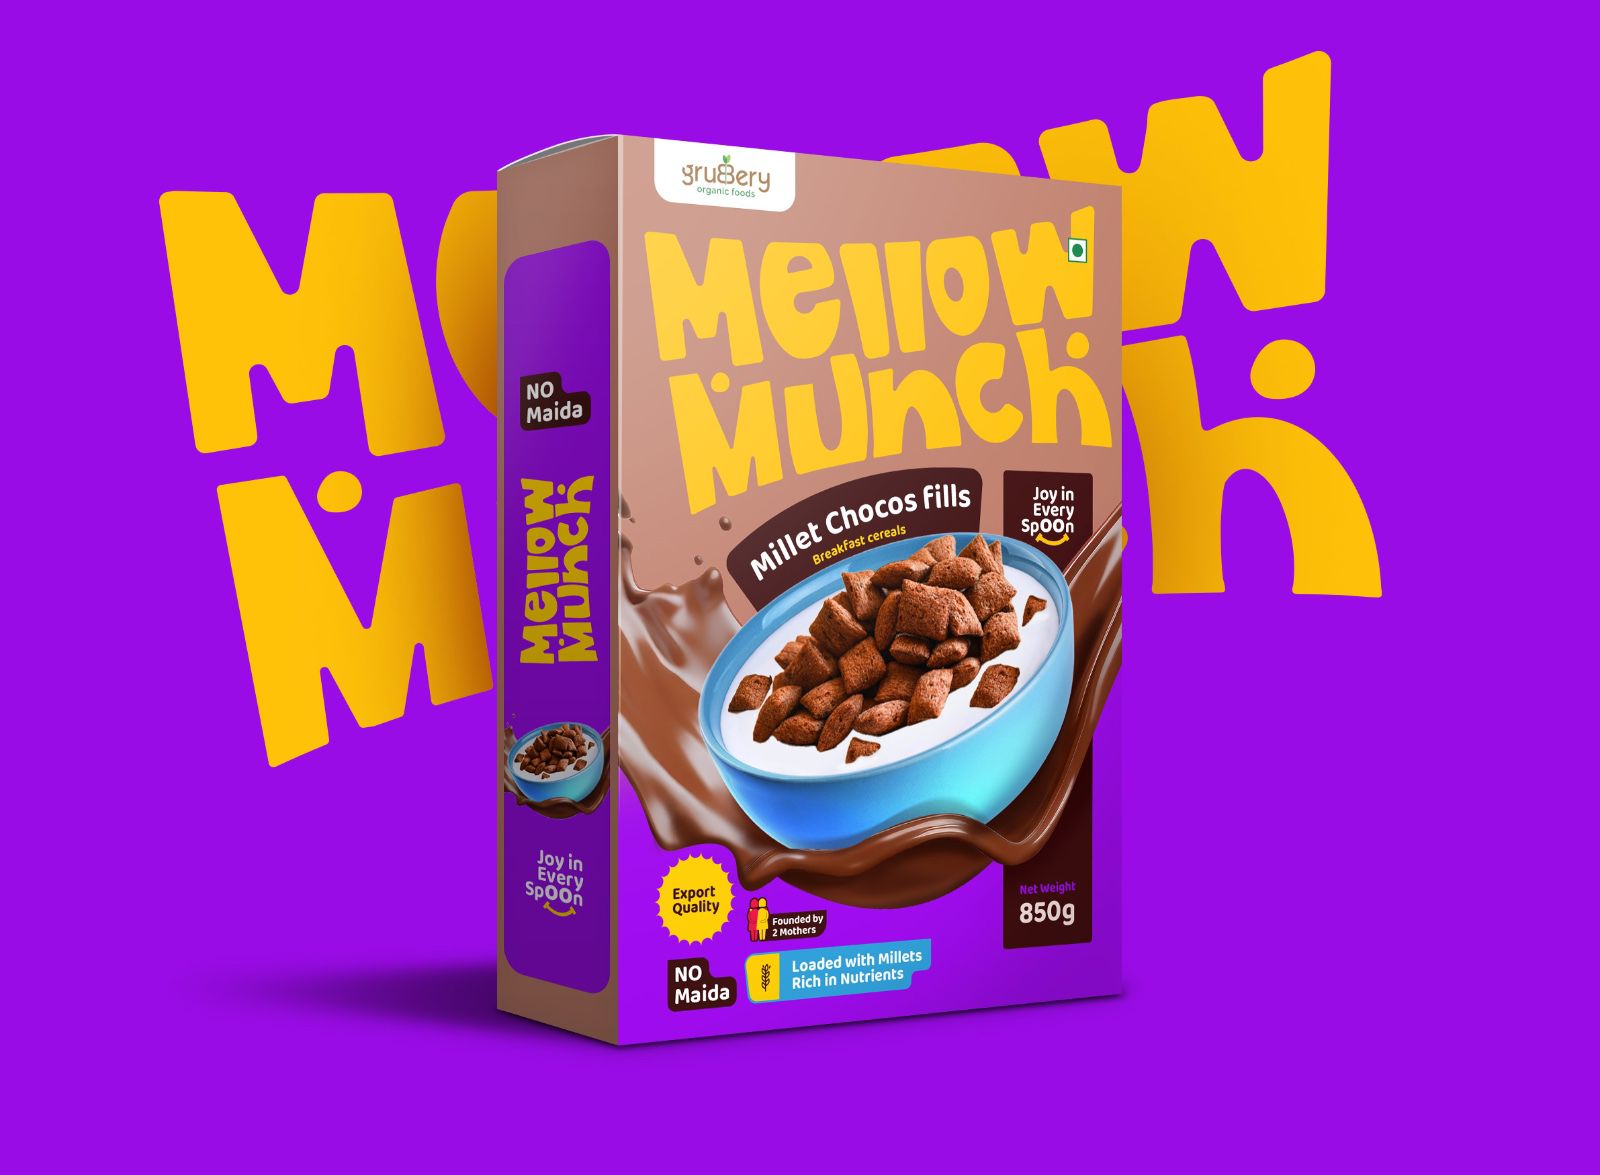 gruBBery
organic foods
Mellow
Munch
Millet Chocos Fills
Breakfast cereals
Joy in
Every
Spoon
Net Weight
850g
Export
Quality
Founded by
2 Mothers
NO
Maida
Loaded with Millets
Rich in Nutrients
NO
Maida
Mellow
Munch
Joy in
Every
Spoon